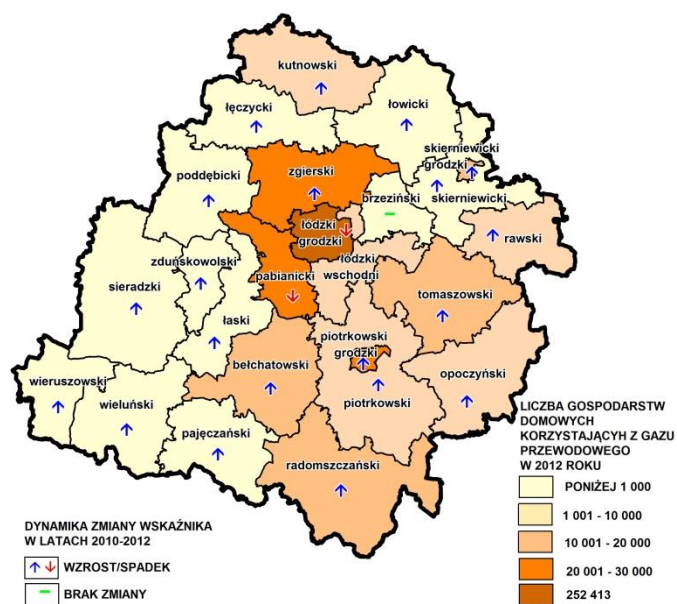 kutnowski
łęczycki
łowicki
skierniewicki
grodzki
zgierski
poddębicki
brzeziński
skierniewicki
łódzki
grodzki
rawski
zduńskowolski
łódzki
wschodni
pabianicki
sieradzki
tomaszowski
łaski
piotrkowski
grodzki
bełchatowski
opoczyński
wieruszowski
wieluński
piotrkowski
pajęczański
radomszczański
LICZBA GOSPODARSTW
DOMOWYCH
KORZYSTAJĄCYH Z GAZU
PRZEWODOWEGO
W 2012 ROKU
PONIŻEJ 1 000
1 001 - 10 000
10 001 - 20 000
20 001 - 30 000
252 413
DYNAMIKA ZMIANY WSKAŹNIKA
W LATACH 2010-2012
WZROST/SPADEK
BRAK ZMIANY